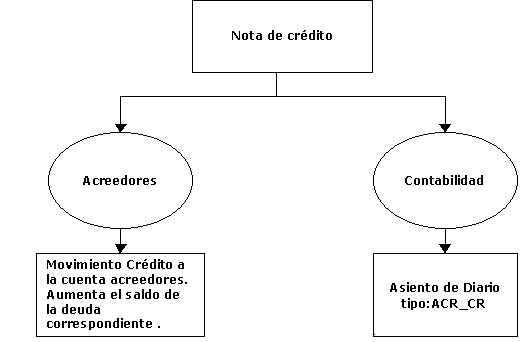 Nota de crédito
Acreedores
Contabilidad
Movimiento Crédito a
la cuenta acreedores.
Aumenta el saldo de
la deuda
correspondiente .
Asiento de Diario
tipo:ACR_CR